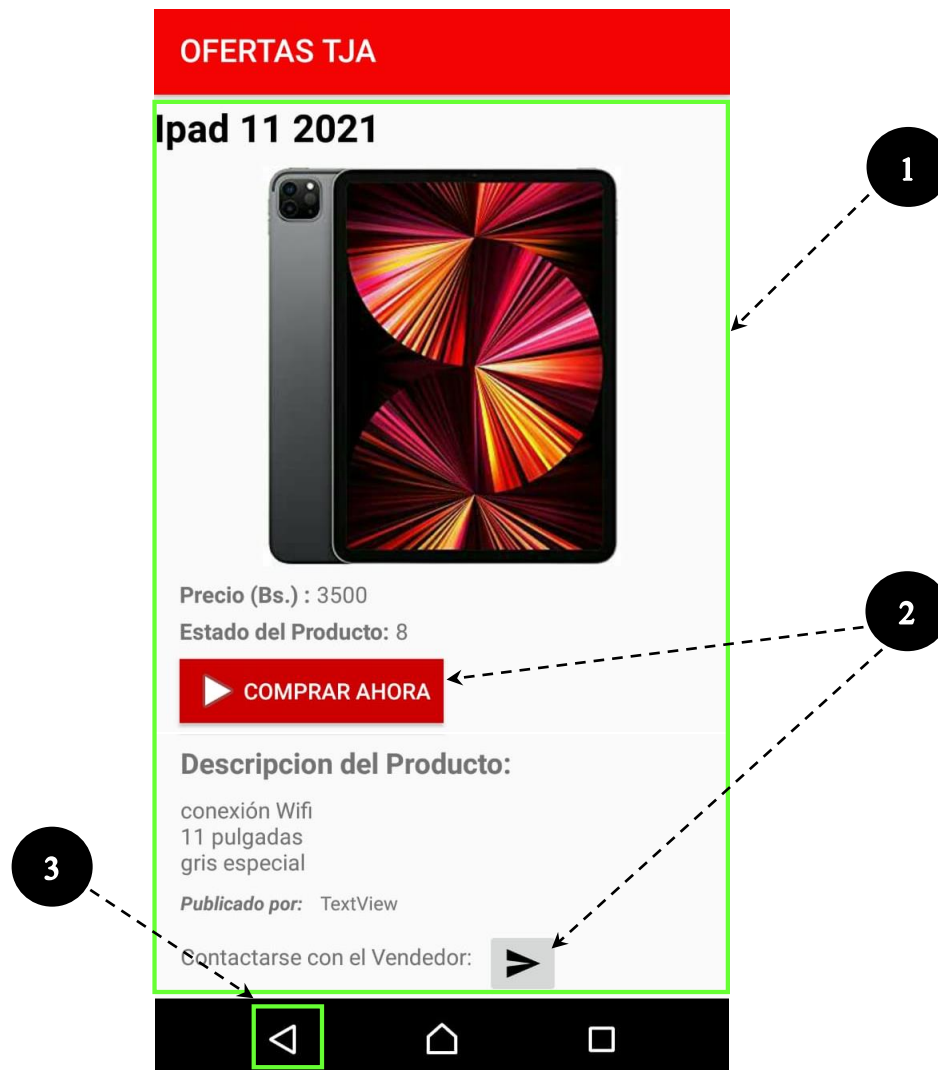 OFERTAS TJA
Ipad 11 2021
1
Precio (Bs.) : 3500
2
Estado del Producto: 8
COMPRAR AHORA
Descripcion del Producto:
conexión Wifi
11 pulgadas
gris especial
3
Publicado por: TextView
Contactarse con el Vendedor: